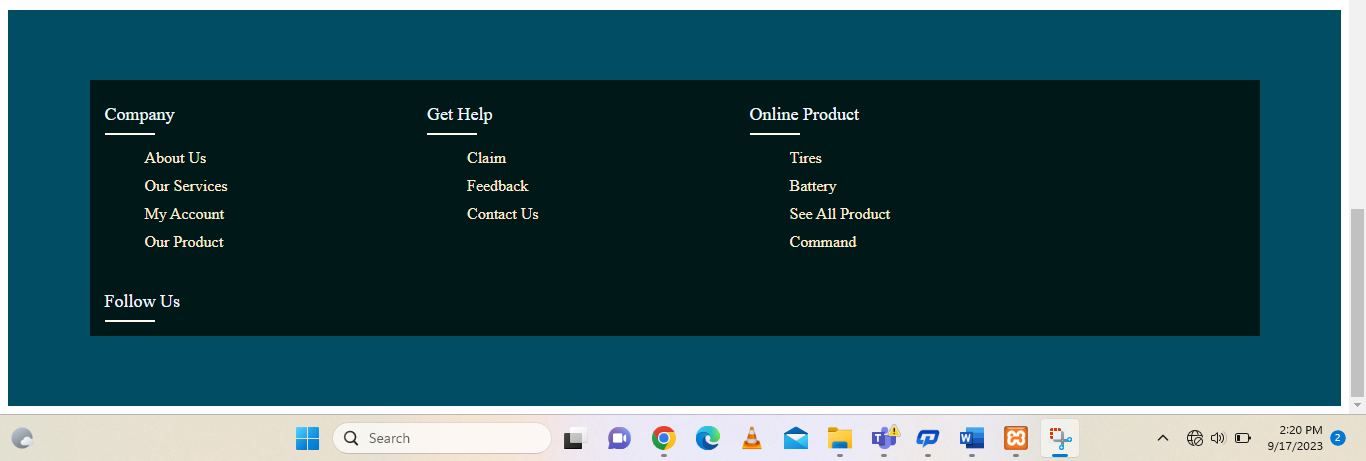 Company
About Us
Our Services
My Account
Our Product
Get Help
Claim
Feedback
Contact Us
Online Product
Tires
Battery
See All Product
Command
Follow Us
Search
2:20 PM
9/17/2023
2